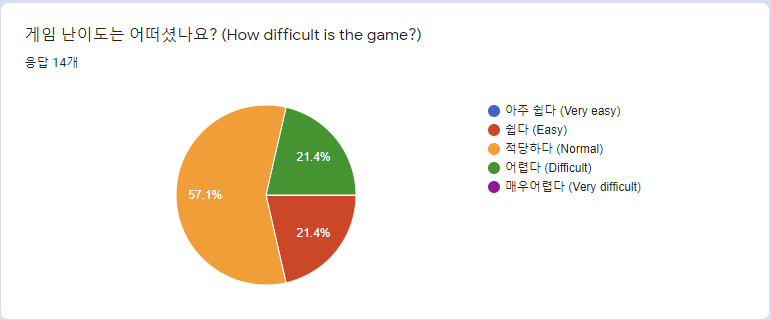 게임 난이도는 어떠셨나요? (How difficult is the game?)
응답 14개
21.4%
57.1%
21.4%
아주 쉽다 (Very easy)
쉽다 (Easy)
적당하다 (Normal)
어렵다 (Difficult)
매우어렵다 (Very difficult)